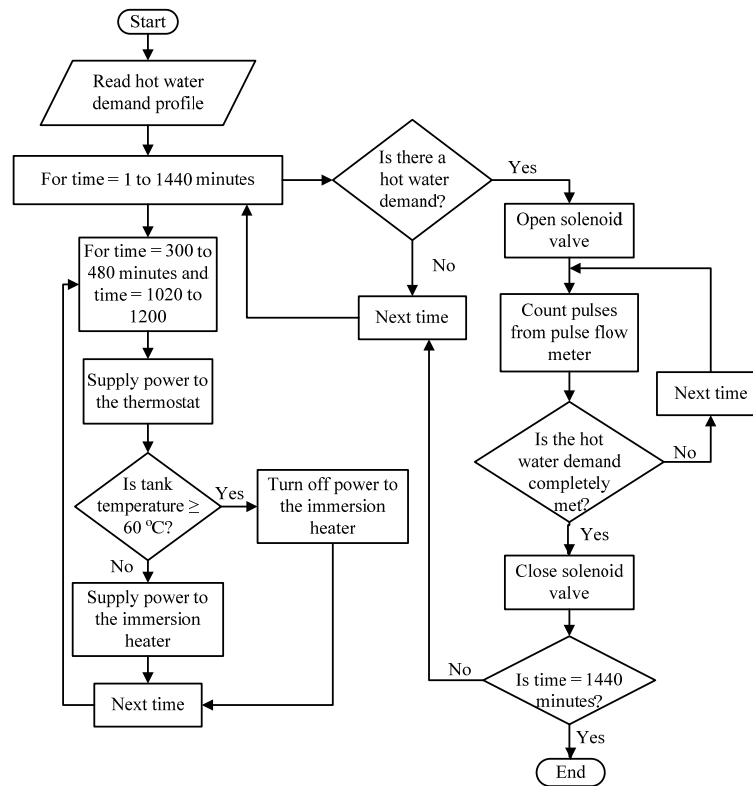 Start
Read hot water
demand profile
For time = 1 to 1440 minutes
Is there a
hot water
demand?
Yes
No
Open solenoid
valve
For time = 300 to
480 minutes and
time = 1020 to
1200
Next time
Count pulses
from pulse flow
meter
Next time
Supply power to
the thermostat
Is the hot
water demand
completely
met?
No
Yes
Is tank
temperature ≥
60 °C?
Yes
No
Turn off power to
the immersion
heater
Close solenoid
valve
Supply power to
the immersion
heater
Is time = 1440
minutes?
No
Yes
Next time
End